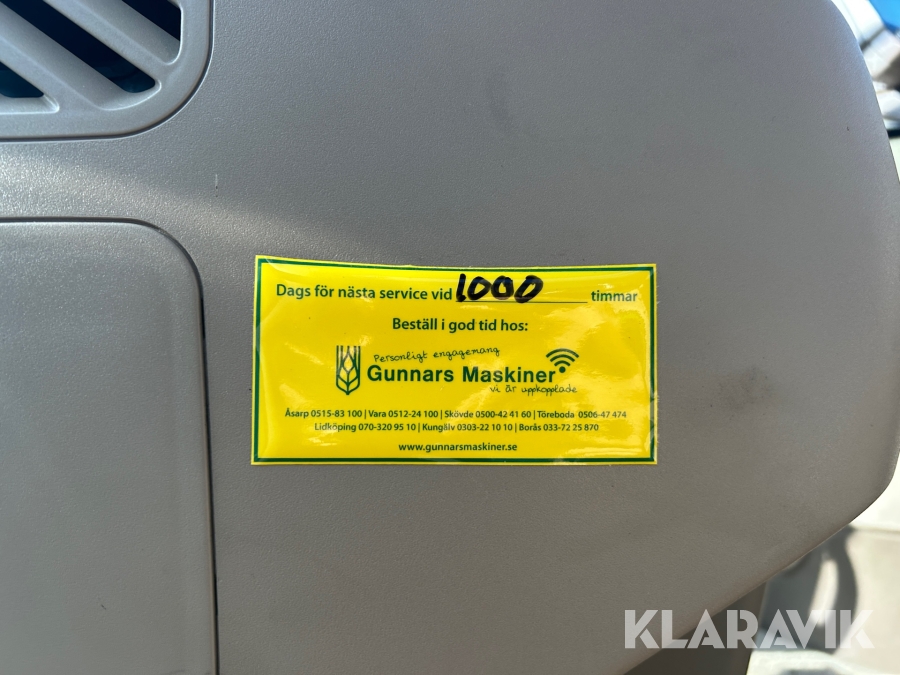 Dags för nästa service vid 1000 timmar
Beställ i god tid hos:
Personligt engagemang
Gunnars Maskiner
vi är uppkopplade
Åsarp 0515-83 100 | Vara 0512-24 100 | Skövde 0500-42 41 60 | Töreboda 0506-47 474
Lidköping 070-320 95 10 | Kungälv 0303-22 10 10 | Borås 033-72 25 870
www.gunnarsmaskiner.se
KLARAVIK